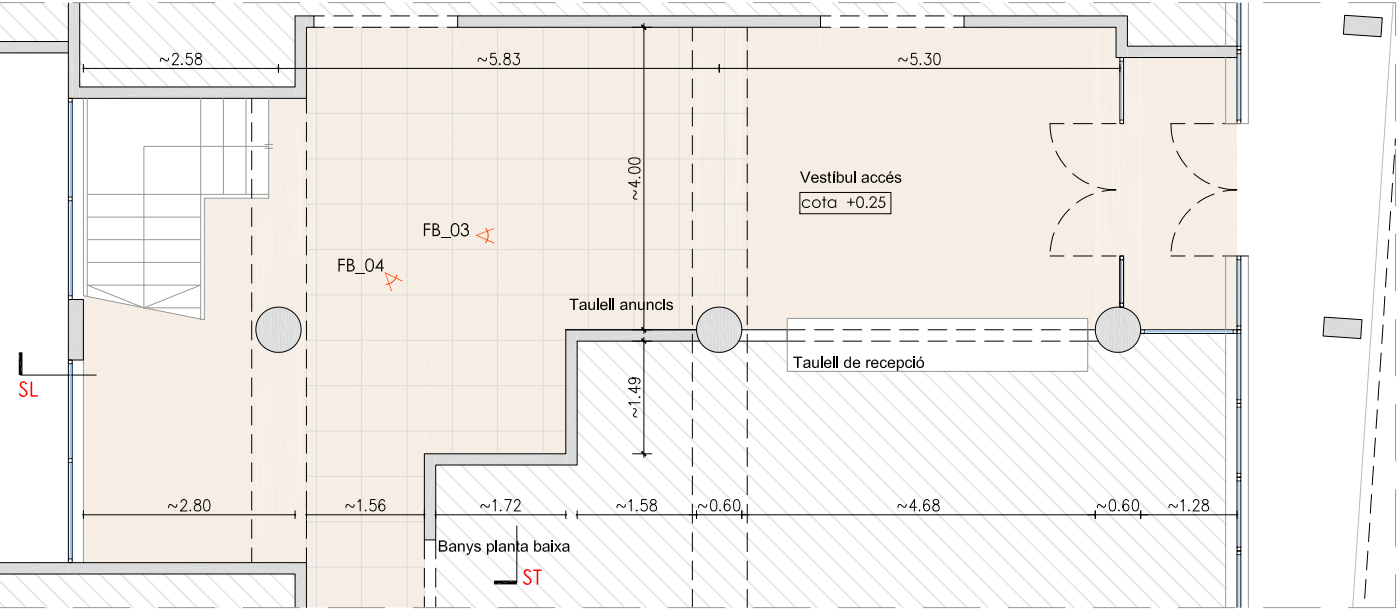 ~2.58
~5.83
~5.30
~4.00
Vestíbul accés
cota +0.25
FB_03
FB_04
Taulell anuncis
Taulell de recepció
SL
~1.49
~2.80
~1.56
~1.72
~1.58
~0.60
~4.68
~0.60
~1.28
Banys planta baixa
ST